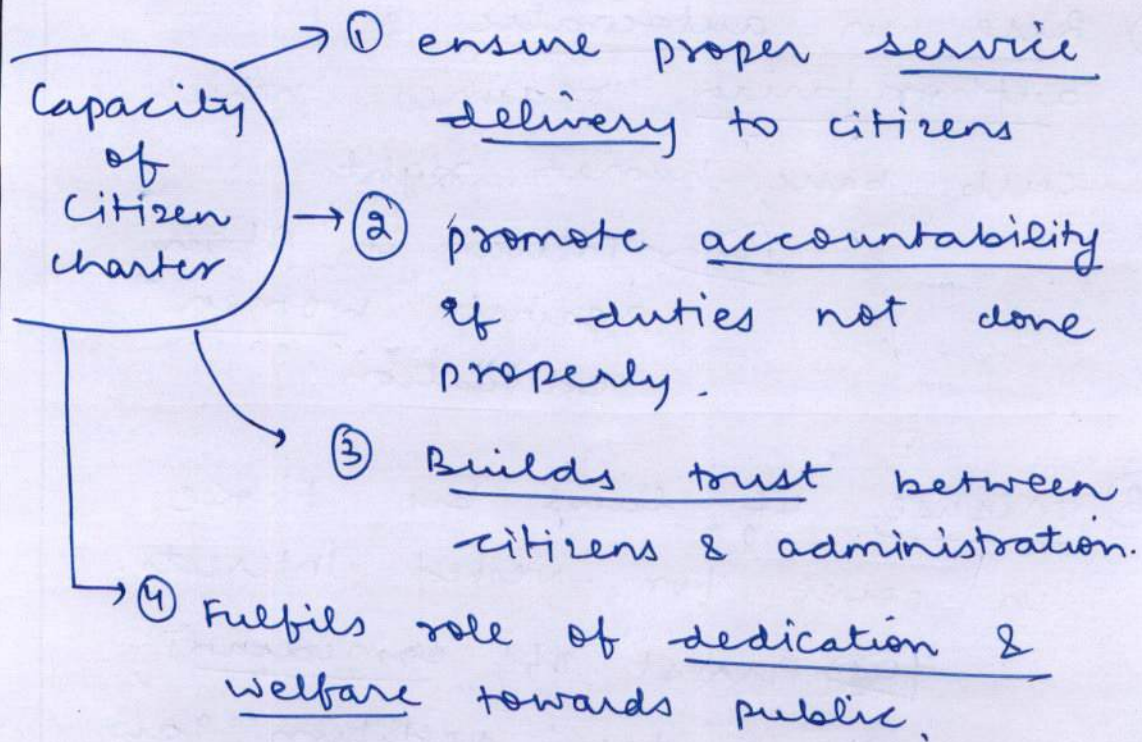 Capacity
of
Citizen
charter
① ensure proper service
delivery to citizens
② promote accountability
if duties not done
properly.
③ Builds trust between
citizens & administration.
④ Fulfils role of dedication &
welfare towards public.